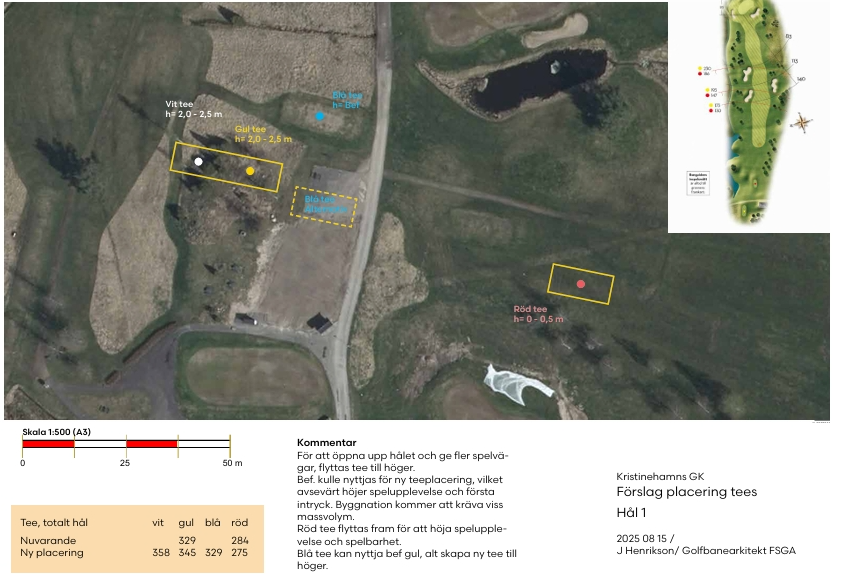 Vit tee
h= 2,0 - 2,5 m
Gul tee
h= 2,0 - 2,5 m
Blå tee
h= Bef
Blå tee
Röd tee
h= 0 - 0,5 m
113
113
140
Skala 1:500 (A3)
0 25 50 m
Tee, totalt hål vit gul blå röd
Nuvarande 329 284
Ny placering 358 345 329 275
Kommentar
För att öppna upp hålet och ge fler spelvä-
gar, flyttas tee till höger.
Bef. kulle nyttjas för ny teeplacering, vilket
avsevärt höjer spelupplevelse och första
intryck. Byggnation kommer att kräva viss
massvolym.
Röd tee flyttas fram för att höja spelupple-
velse och spelbarhet.
Blå tee kan nyttja bef gul, alt skapa ny tee till
höger.
Kristinehamns GK
Förslag placering tees
Hål 1
2025 08 15 /
J Henrikson/ Golfbanearkitekt FSGA